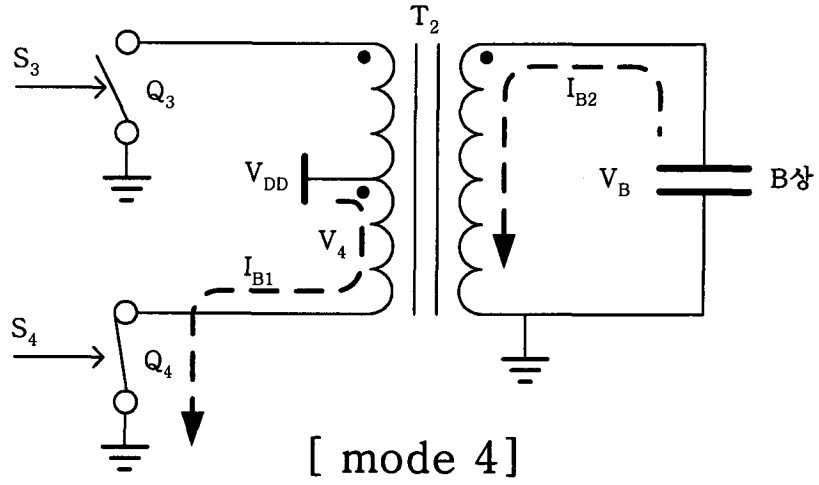 T2
S3
Q3
IB2
VDD
VB
B상
V4
IB1
S4
Q4
[ mode 4]